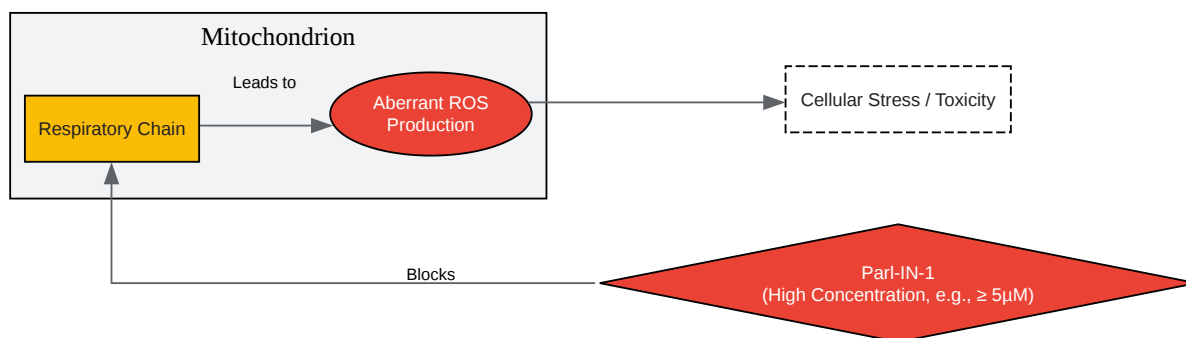 Mitochondrion
Leads to
Respiratory Chain
Aberrant ROS
Production
Cellular Stress / Toxicity
Blocks
Parl-IN-1
(High Concentration, e.g., ≥ 5µM)